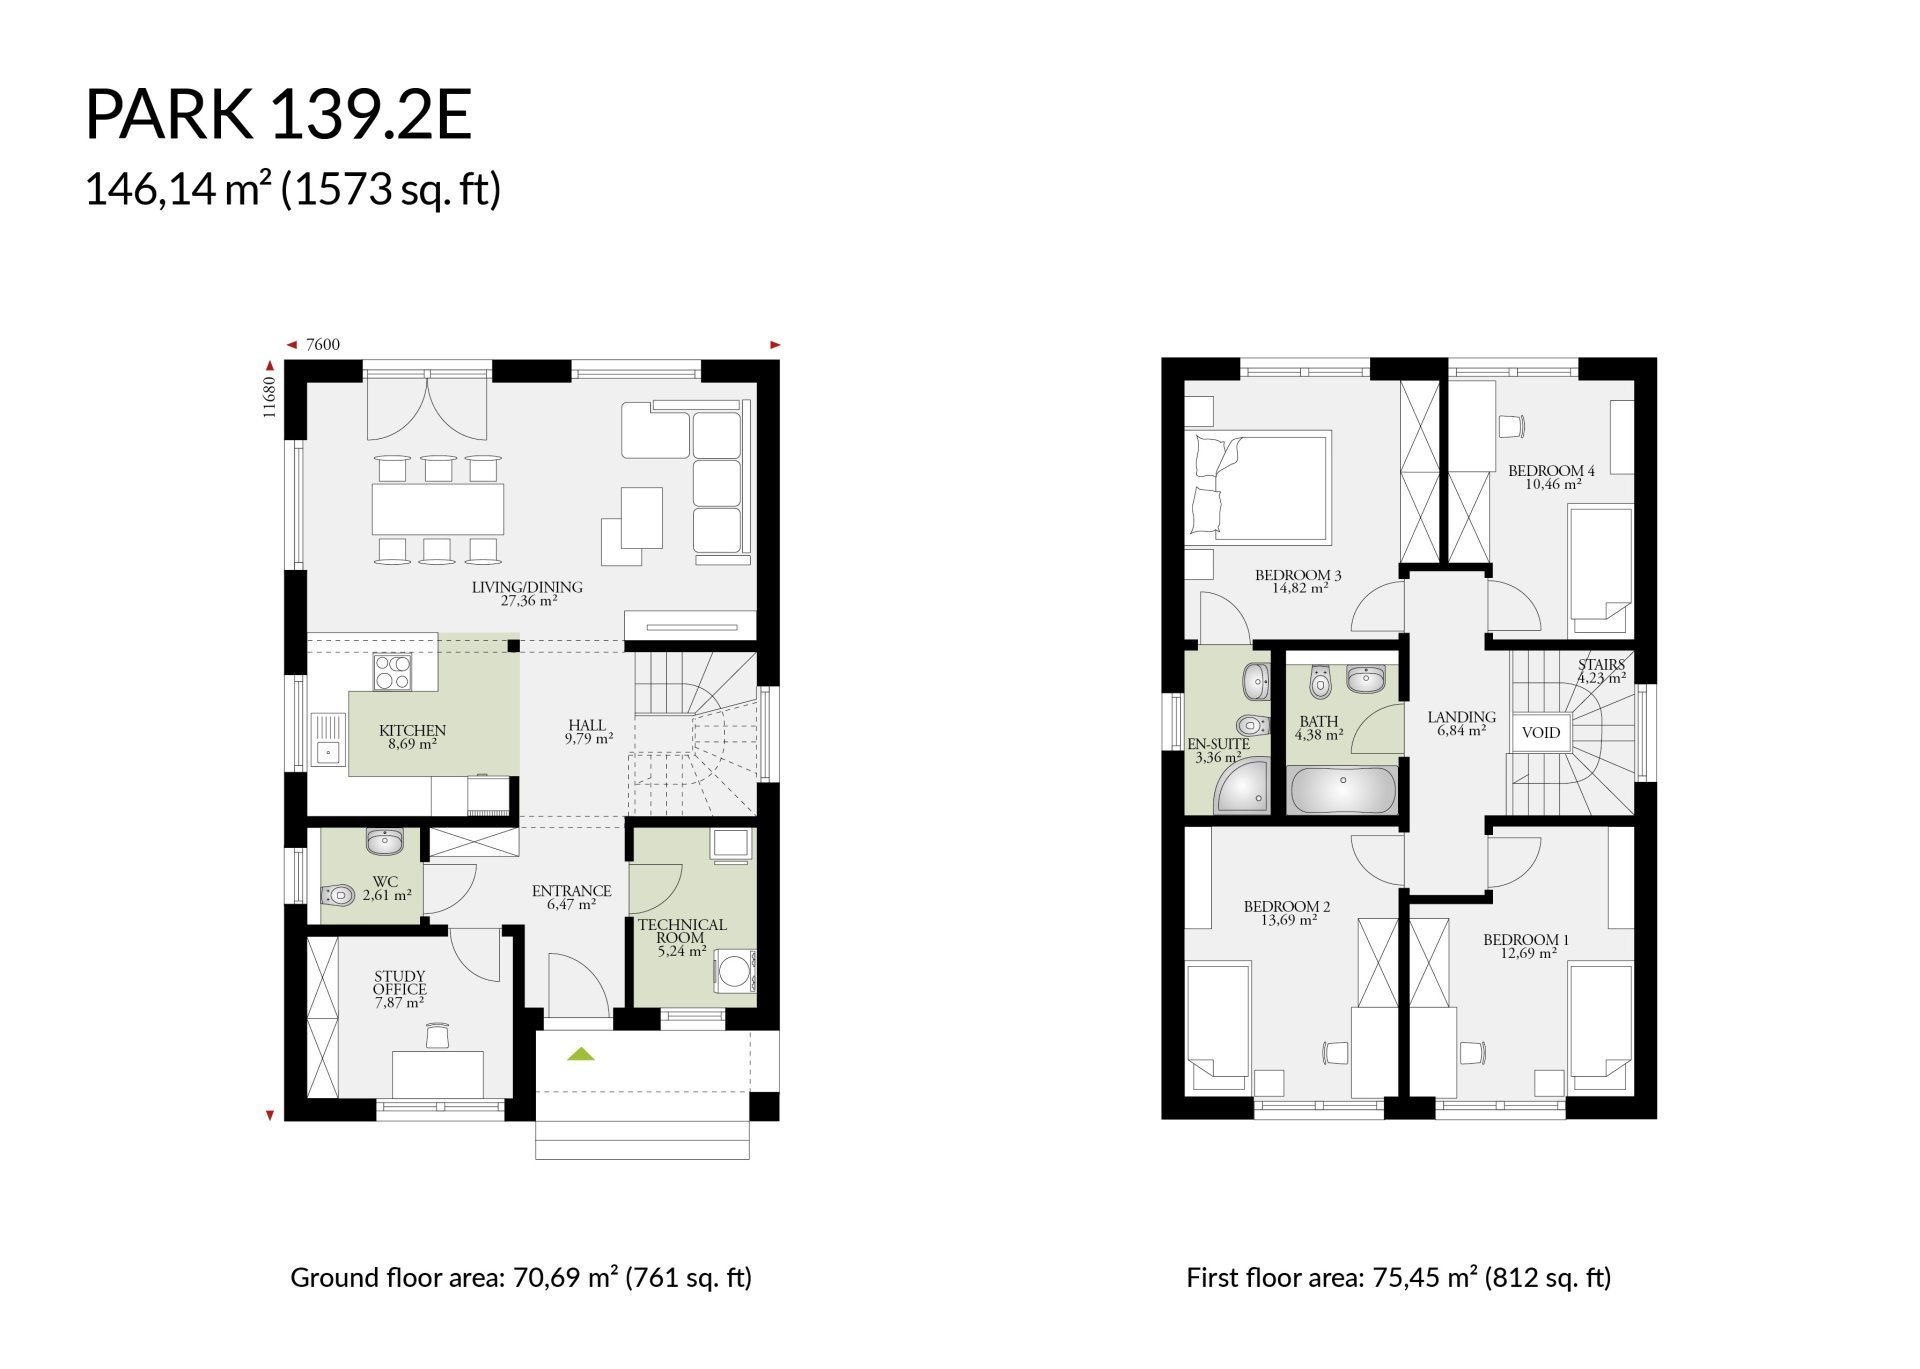 PARK 139.2E
146,14 m² (1573 sq. ft)
7600
11680
LIVING/DINING
27,36 m²
KITCHEN
8,69 m²
HALL
9,79 m²
WC
2,61 m²
ENTRANCE
6,47 m²
TECHNICAL
ROOM
5,24 m²
STUDY
OFFICE
7,87 m²
Ground floor area: 70,69 m² (761 sq. ft)
BEDROOM 4
10,46 m²
BEDROOM 3
14,82 m²
STAIRS
4,23 m²
EN-SUITE
3,36 m²
BATH
4,38 m²
LANDING
6,84 m²
VOID
BEDROOM 2
13,69 m²
BEDROOM 1
12,69 m²
First floor area: 75,45 m² (812 sq. ft)